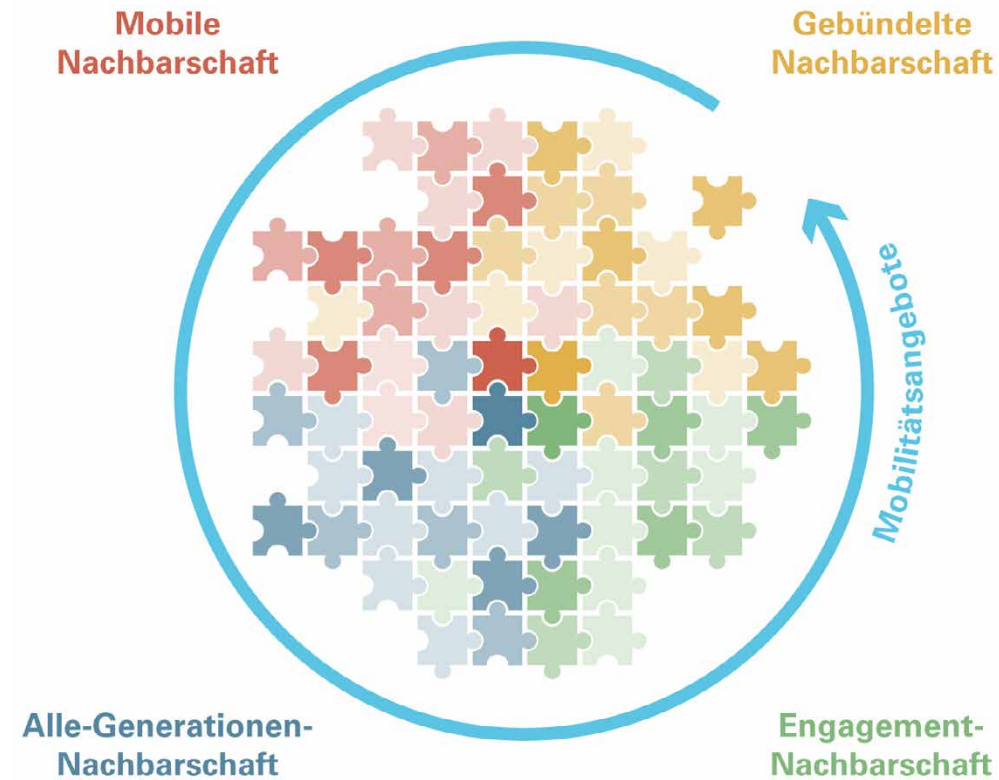 Mobile
Nachbarschaft
Gebündelte
Nachbarschaft
Mobilitätsangebote
Alle-Generationen-
Nachbarschaft
Engagement-
Nachbarschaft